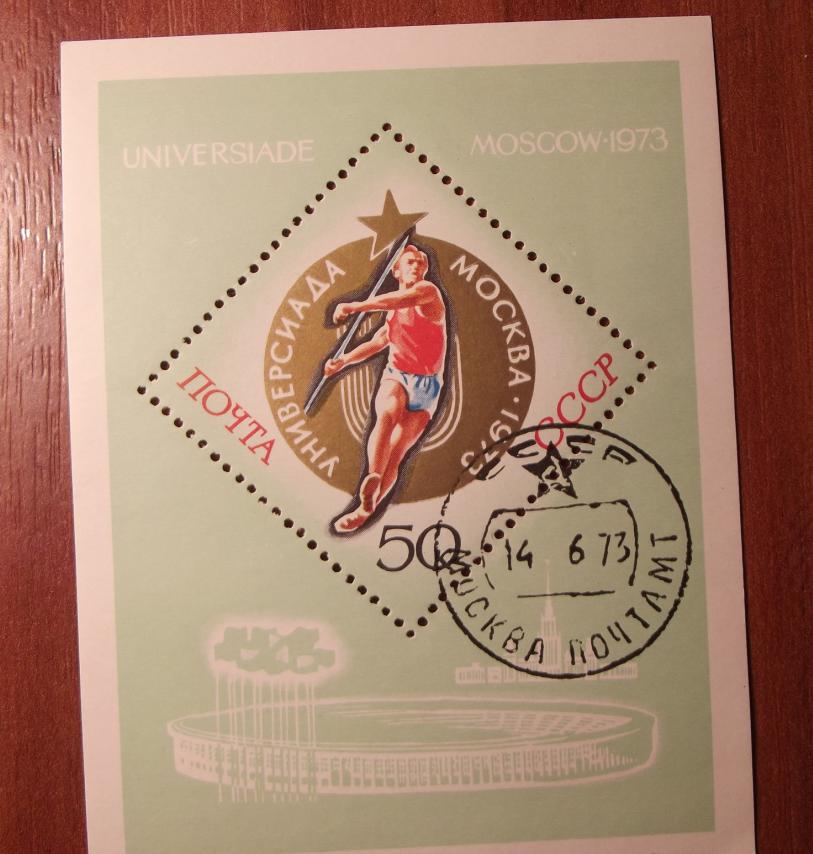 UNIVERSIADE MOSCOW·1973
УНИВЕРСИАДА МОСКВА·1973
ПОЧТА СССР
50
СССР
14 6 73
МОСКВА ПОЧТАМТ